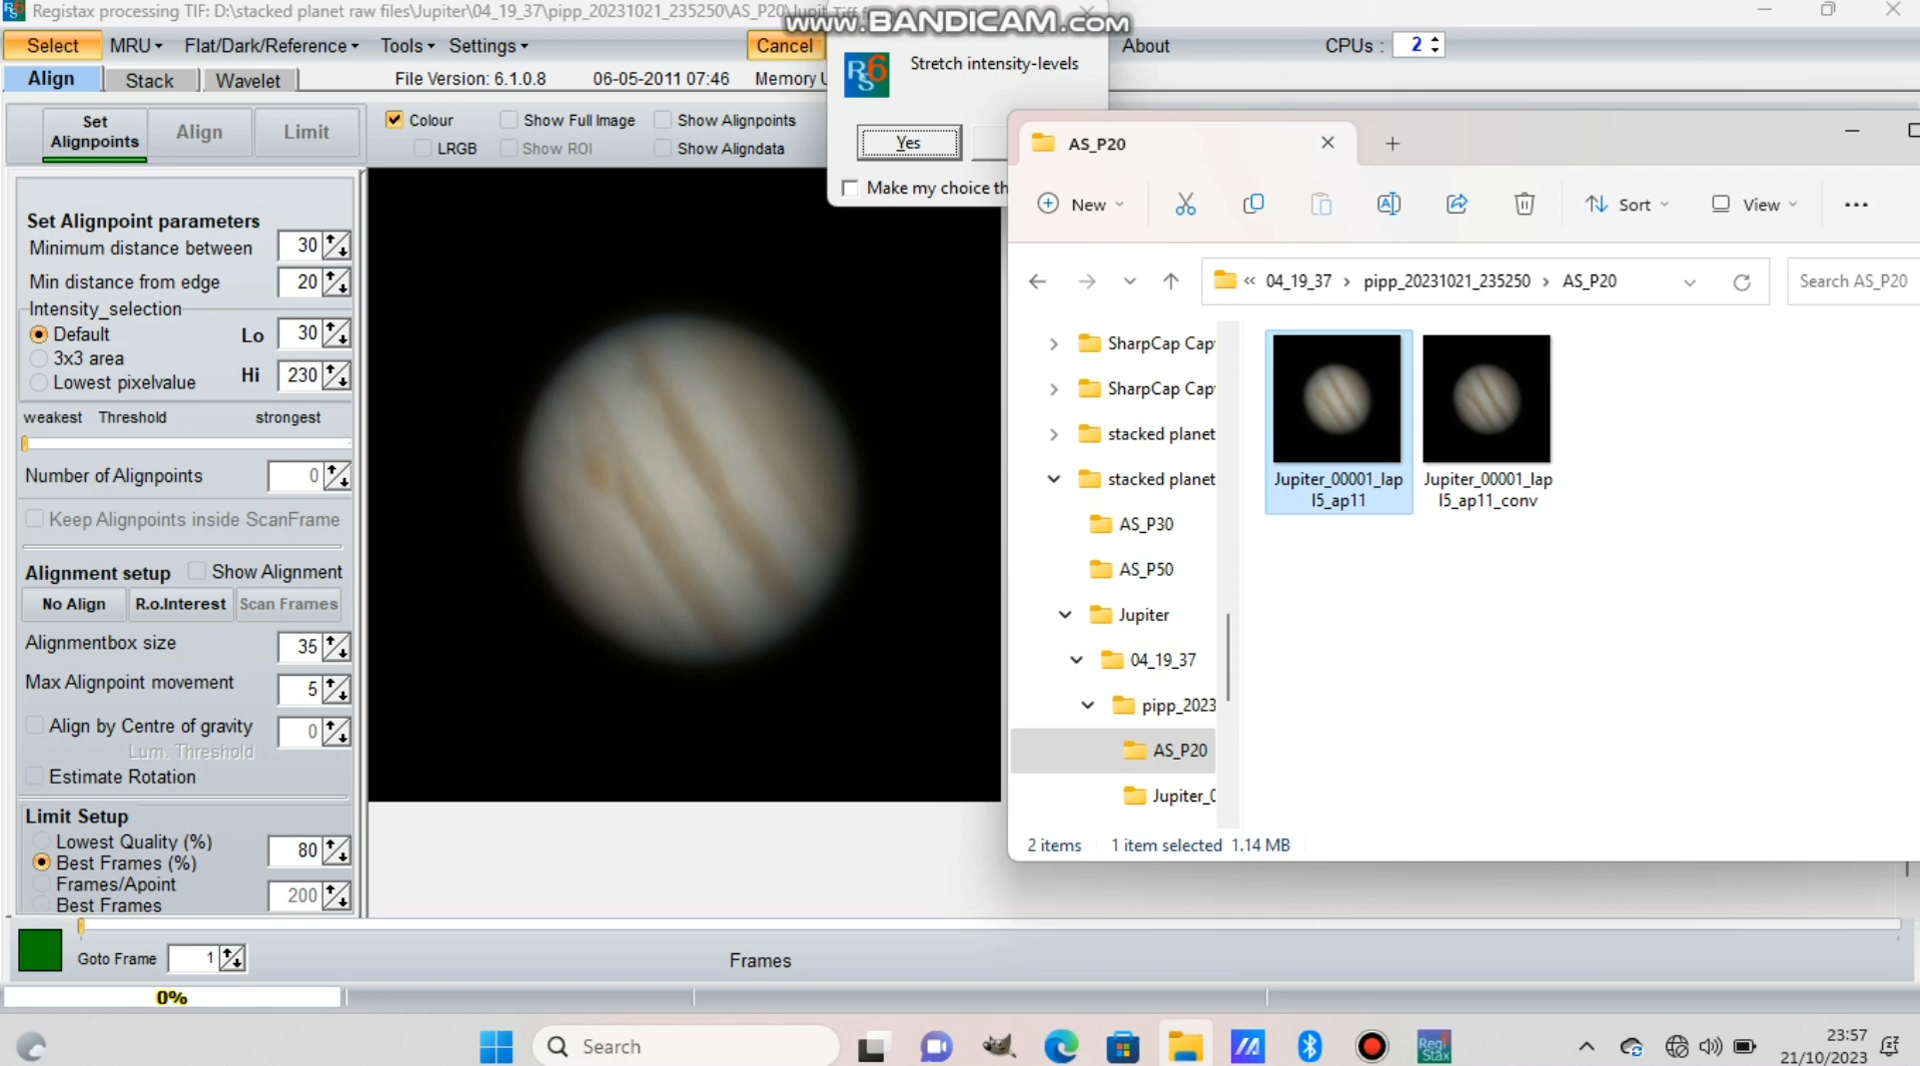 Registax processing TIF: D:\stacked planet raw files\Jupiter\04_19_37\pipp_20231021_235250\AS_P20\Jupit
www.BANDICAM.com
Select MRU Flat/Dark/Reference Tools Settings Cancel About CPUs : 2
Align Stack Wavelet File Version: 6.1.0.8 06-05-2011 07:46 Memory U
Stretch intensity-levels
Yes
Make my choice th
Set Alignpoints Align Limit
Colour Show Full Image Show Alignpoints
LRGB Show ROI Show Aligndata
Set Alignpoint parameters
Minimum distance between 30
Min distance from edge 20
Intensity_selection
Default Lo 30
3x3 area
Hi 230
Lowest pixelvalue
weakest Threshold strongest
Number of Alignpoints 0
Keep Alignpoints inside ScanFrame
Alignment setup Show Alignment
No Align R.o.Interest Scan Frames
Alignmentbox size 35
Max Alignpoint movement 5
Align by Centre of gravity 0
Lum. Threshold
Estimate Rotation
Limit Setup
Lowest Quality (%)
80
Best Frames (%)
Frames/Apoint
200
Best Frames
Goto Frame 1
Frames
0%
AS_P20
New Sort View
04_19_37 pipp_20231021_235250 AS_P20 Search AS_P20
SharpCap Cap
SharpCap Cap
stacked planet
stacked planet
AS_P30
AS_P50
Jupiter
04_19_37
pipp_2023
AS_P20
Jupiter_0
Jupiter_00001_lap
l5_ap11
Jupiter_00001_lap
l5_ap11_conv
2 items 1 item selected 1.14 MB
Search
23:57
21/10/2023